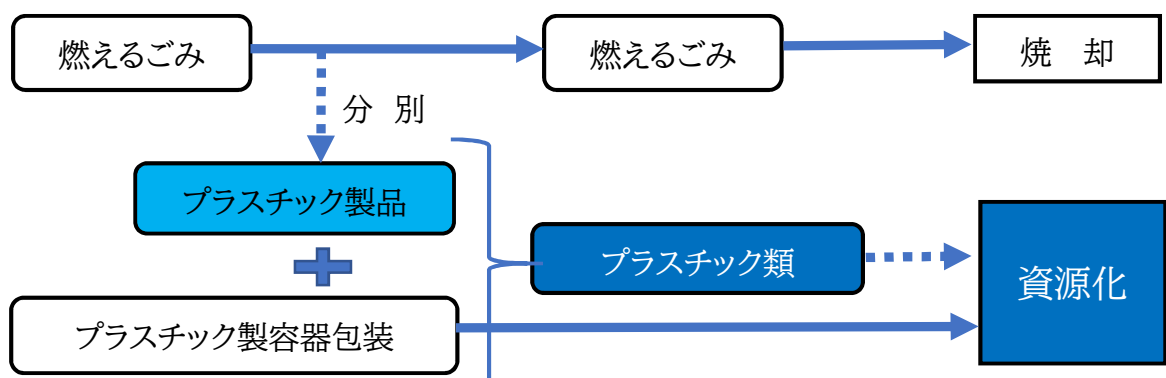 燃えるごみ
燃えるごみ
焼　却
分　別
プラスチック製品
プラスチック類
資源化
プラスチック製容器包装